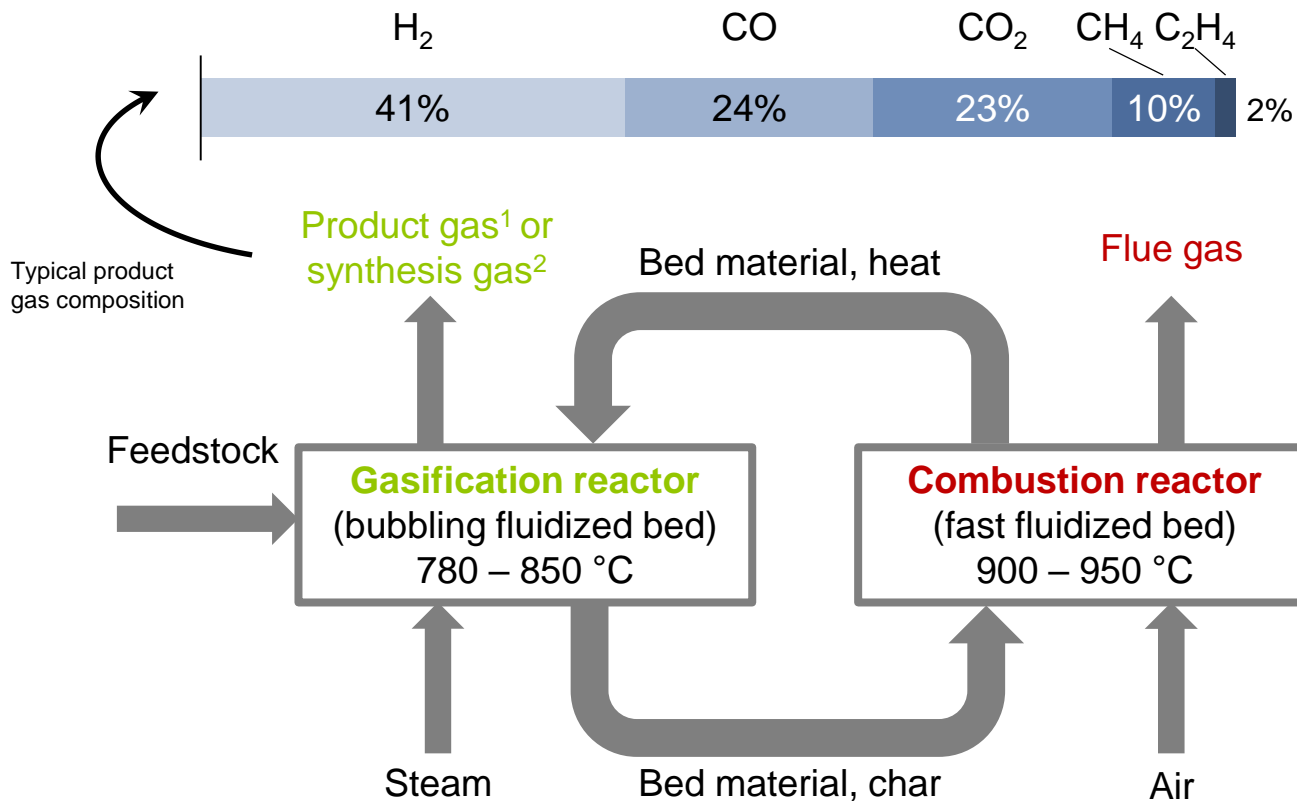 H₂ CO CO₂ CH₄ C₂H₄
41% 24% 23% 10% 2%
Product gas¹ or
synthesis gas²
Flue gas
Typical product
gas composition
Bed material, heat
Feedstock
Gasification reactor
(bubbling fluidized bed)
780 – 850 °C
Combustion reactor
(fast fluidized bed)
900 – 950 °C
Steam
Bed material, char
Air